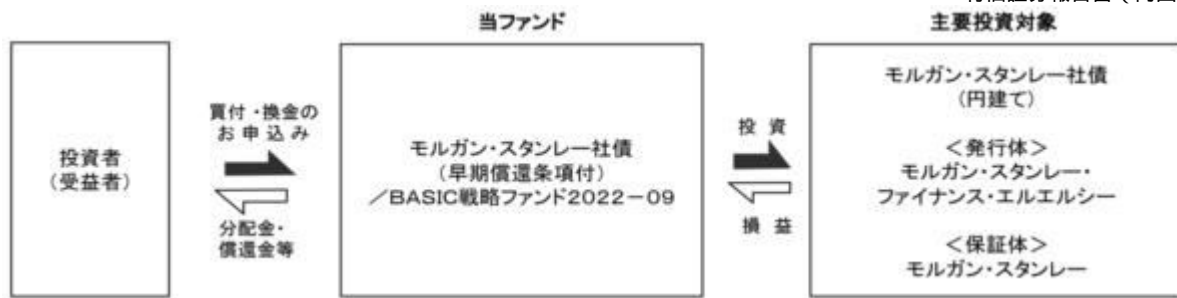 当ファンド
主要投資対象
投資者
(受益者)
買付・換金の
お申込み
分配金・
償還金等
モルガン・スタンレー社債
(早期償還条項付)
/BASIC戦略ファンド2022-09
投資
損益
モルガン・スタンレー社債
(円建て)
<発行体>
モルガン・スタンレー・
ファイナンス・エルエルシー
<保証体>
モルガン・スタンレー